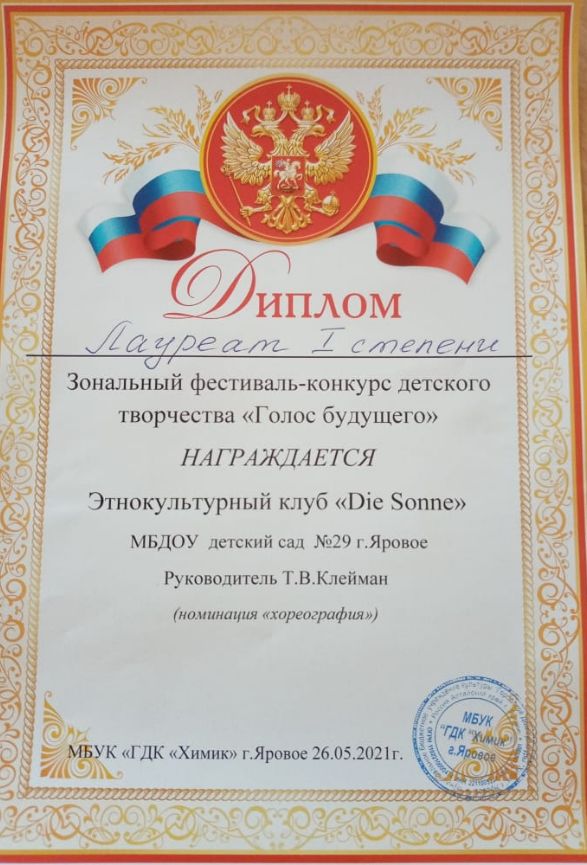 Диплом
Лауреат I степени
Зональный фестиваль-конкурс детского
творчества «Голос будущего»
НАГРАЖДАЕТСЯ
Этнокультурный клуб «Die Sonne»
МБДОУ детский сад №29 г.Яровое
Руководитель Т.В.Клейман
(номинация «хореография»)
МБУК «ГДК «Химик» г.Яровое 26.05.2021г.
МБУК
"ГДК "Химик"
г.Яровое